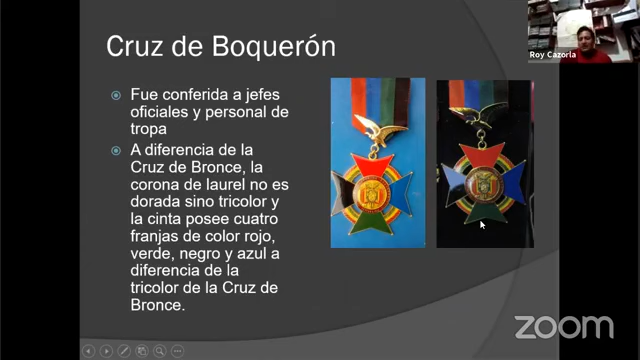 Roy Cazorla
Cruz de Boquerón
Fue conferida a jefes
oficiales y personal de
tropa
A diferencia de la
Cruz de Bronce, la
corona de laurel no es
dorada sino tricolor y
la cinta posee cuatro
franjas de color rojo,
verde, negro y azul a
diferencia de la
tricolor de la Cruz de
Bronce.
zoom